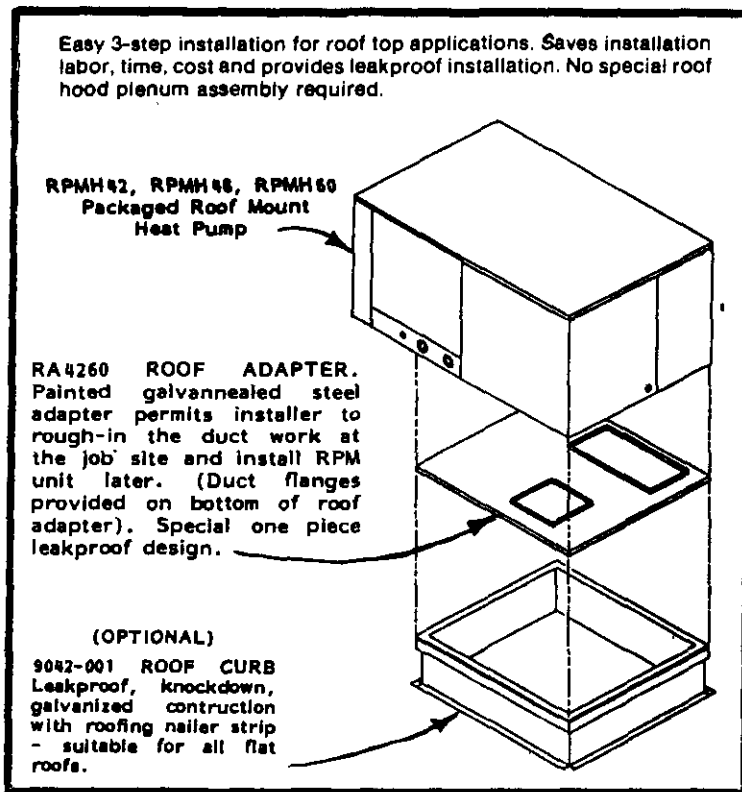 Easy 3-step installation for roof top applications. Saves installation
labor, time, cost and provides leakproof installation. No special roof
hood plenum assembly required.
RPMH42, RPMH48, RPMH60
Packaged Roof Mount
Heat Pump
RA4260 ROOF ADAPTER.
Painted galvannealed steel
adapter permits installer to
rough-in the duct work at
the job site and install RPM
unit later. (Duct flanges
provided on bottom of roof
adapter). Special one piece
leakproof design.
(OPTIONAL)
9042-001 ROOF CURB
Leakproof, knockdown,
galvanized contruction
with roofing nailer strip
- suitable for all flat
roofs.